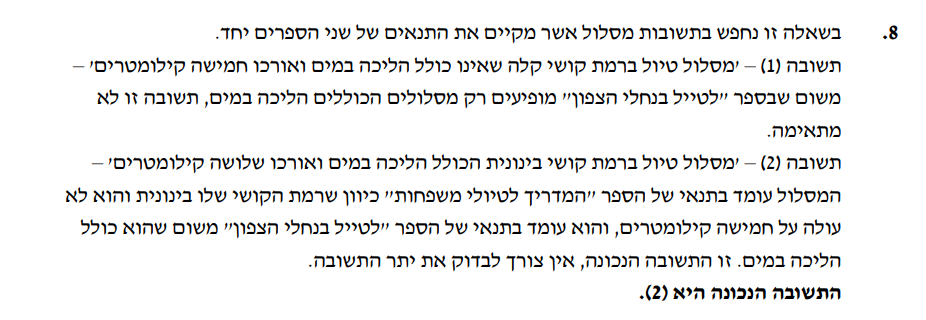 8. בשאלה זו נחפש בתשובות מסלול אשר מקיים את התנאים של שני הספרים יחד.
תשובה (1) – 'מסלול טיול ברמת קושי קלה שאינו כולל הליכה במים ואורכו חמישה קילומטרים' –
משום שבספר "לטייל בנחלי הצפון" מופיעים רק מסלולים הכוללים הליכה במים, תשובה זו לא
מתאימה.
תשובה (2) – 'מסלול טיול ברמת קושי בינונית הכולל הליכה במים ואורכו שלושה קילומטרים' –
המסלול עומד בתנאי של הספר "המדריך לטיולי משפחות" כיוון שרמת הקושי שלו בינונית והוא לא
עולה על חמישה קילומטרים, והוא עומד בתנאי של הספר "לטייל בנחלי הצפון" משום שהוא כולל
הליכה במים. זו התשובה הנכונה, אין צורך לבדוק את יתר התשובה.
התשובה הנכונה היא (2).